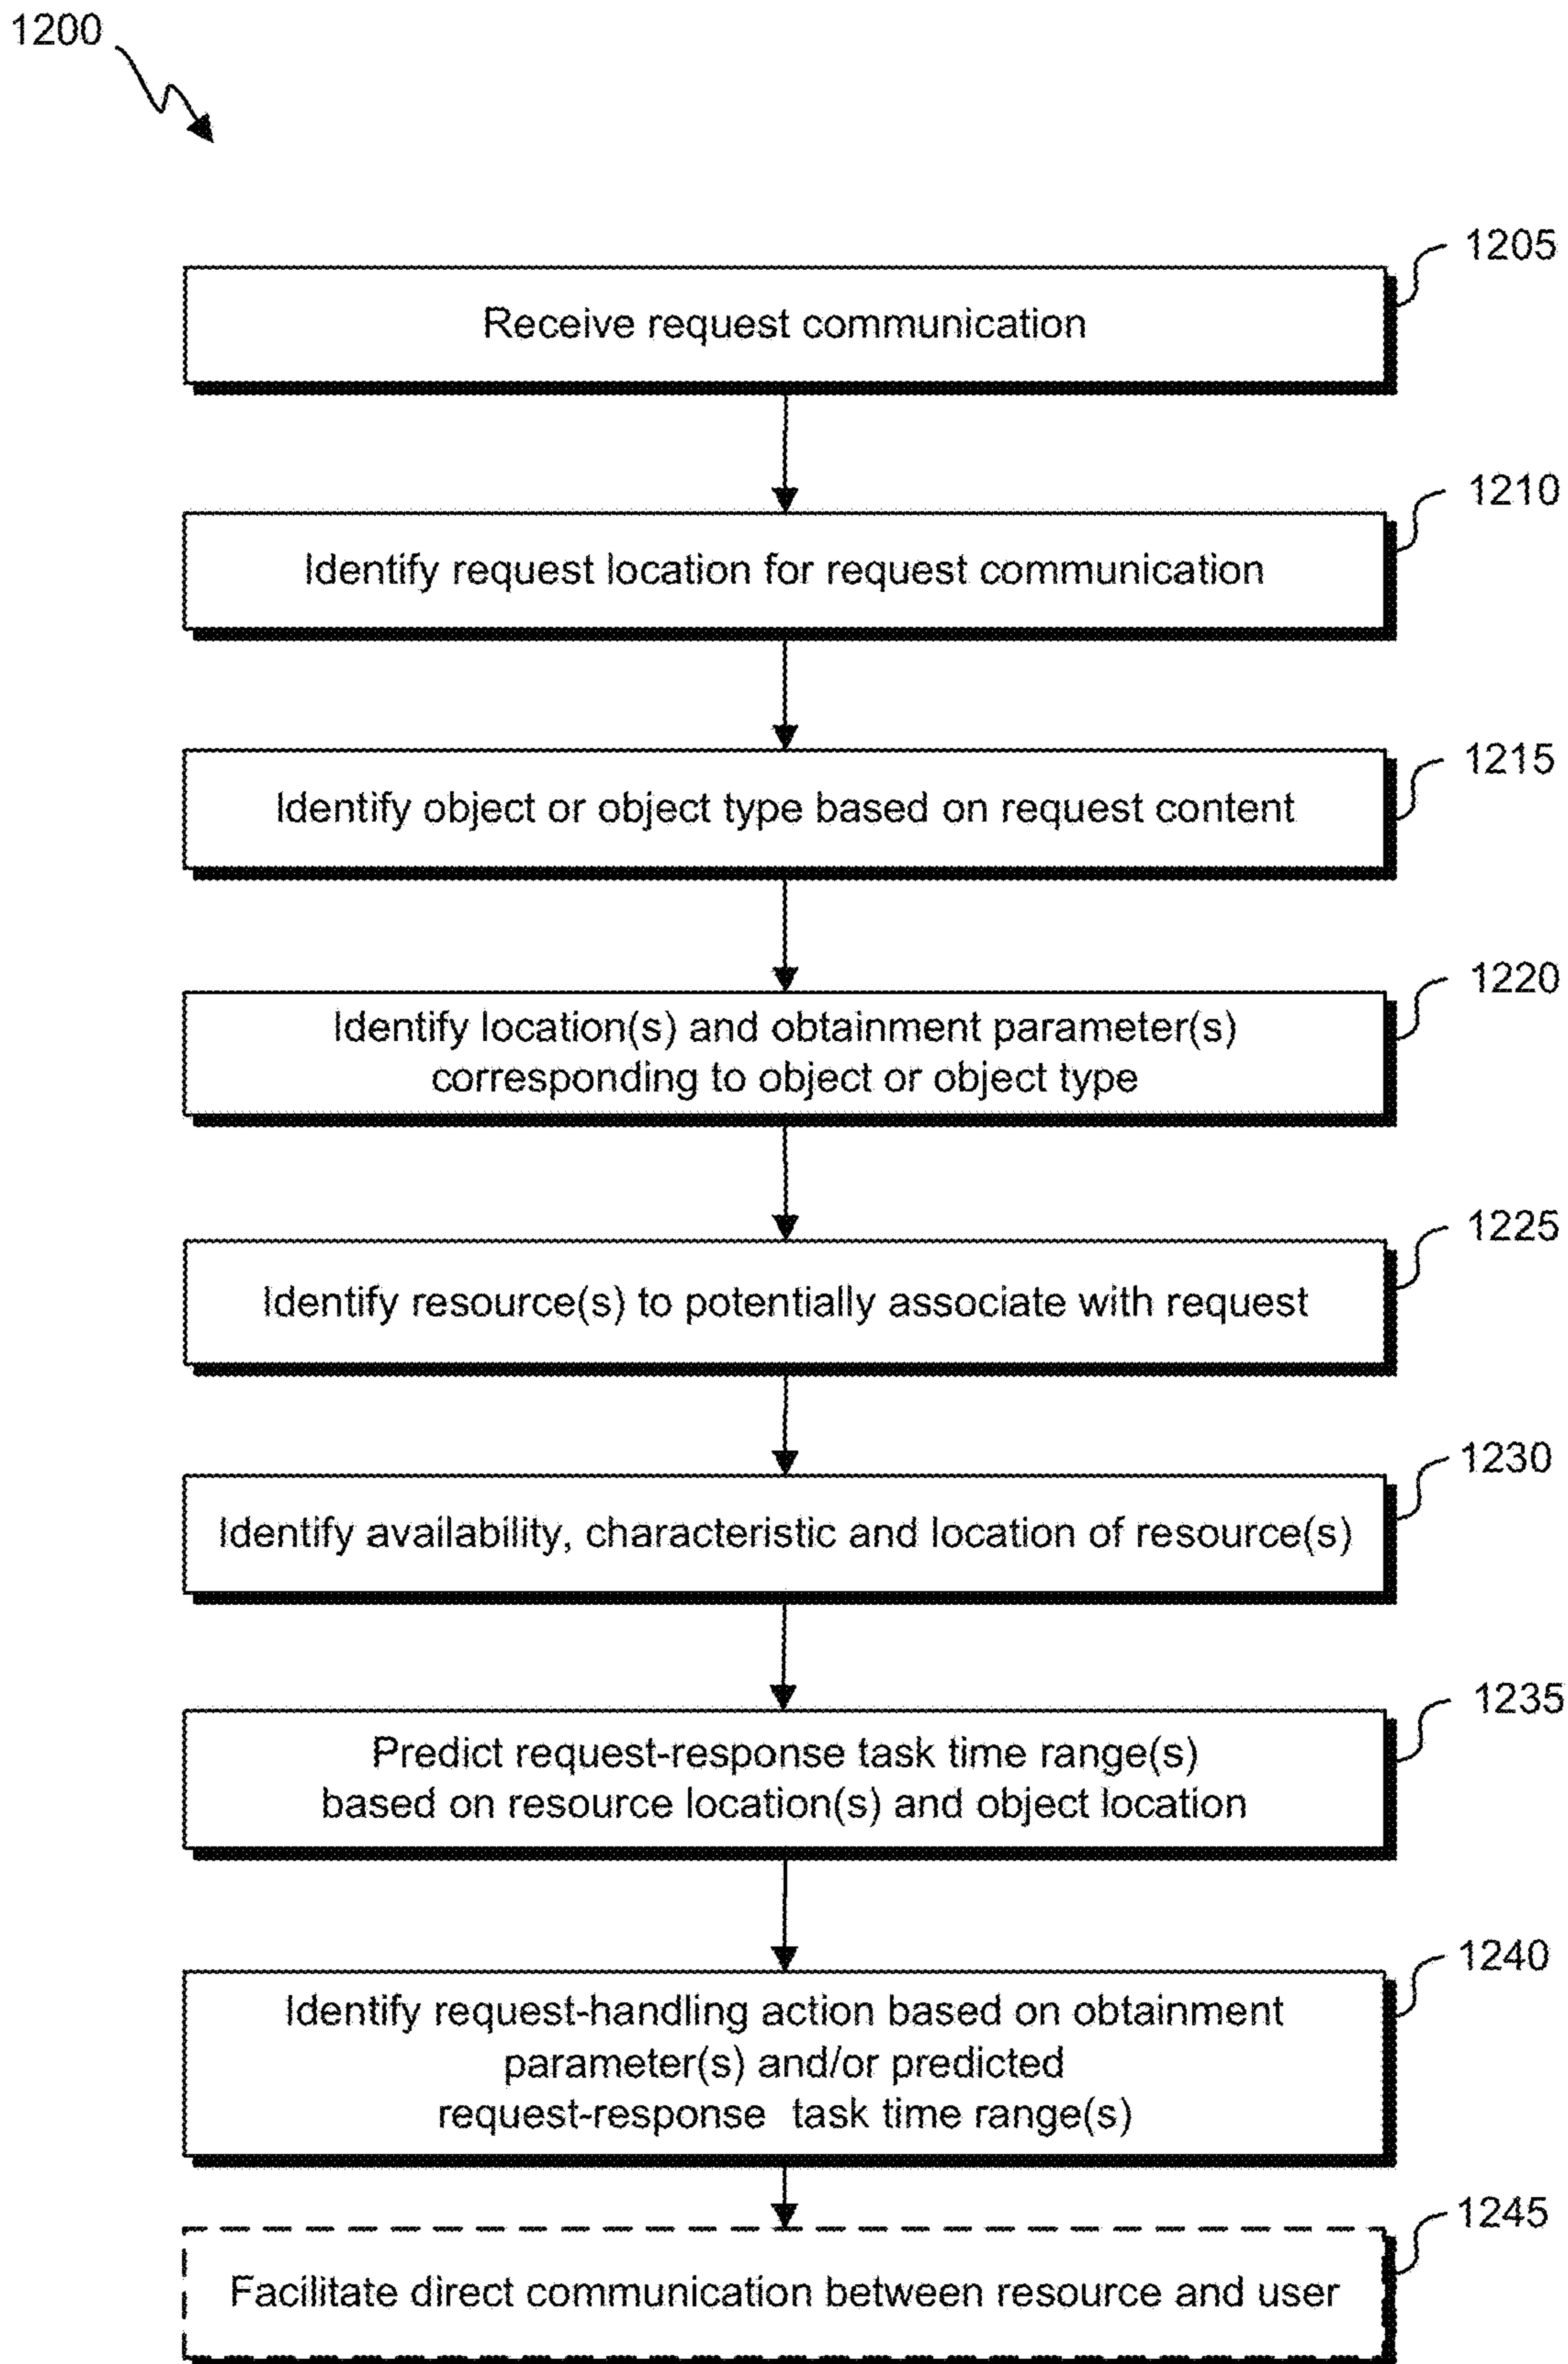 1200
1205
Receive request communication
1210
Identify request location for request communication
1215
Identify object or object type based on request content
1220
Identify location(s) and obtainment parameter(s)
corresponding to object or object type
1225
Identify resource(s) to potentially associate with request
1230
Identify availability, characteristic and location of resource(s)
1235
Predict request-response task time range(s)
based on resource location(s) and object location
1240
Identify request-handling action based on obtainment
parameter(s) and/or predicted
request-response task time range(s)
1245
Facilitate direct communication between resource and user